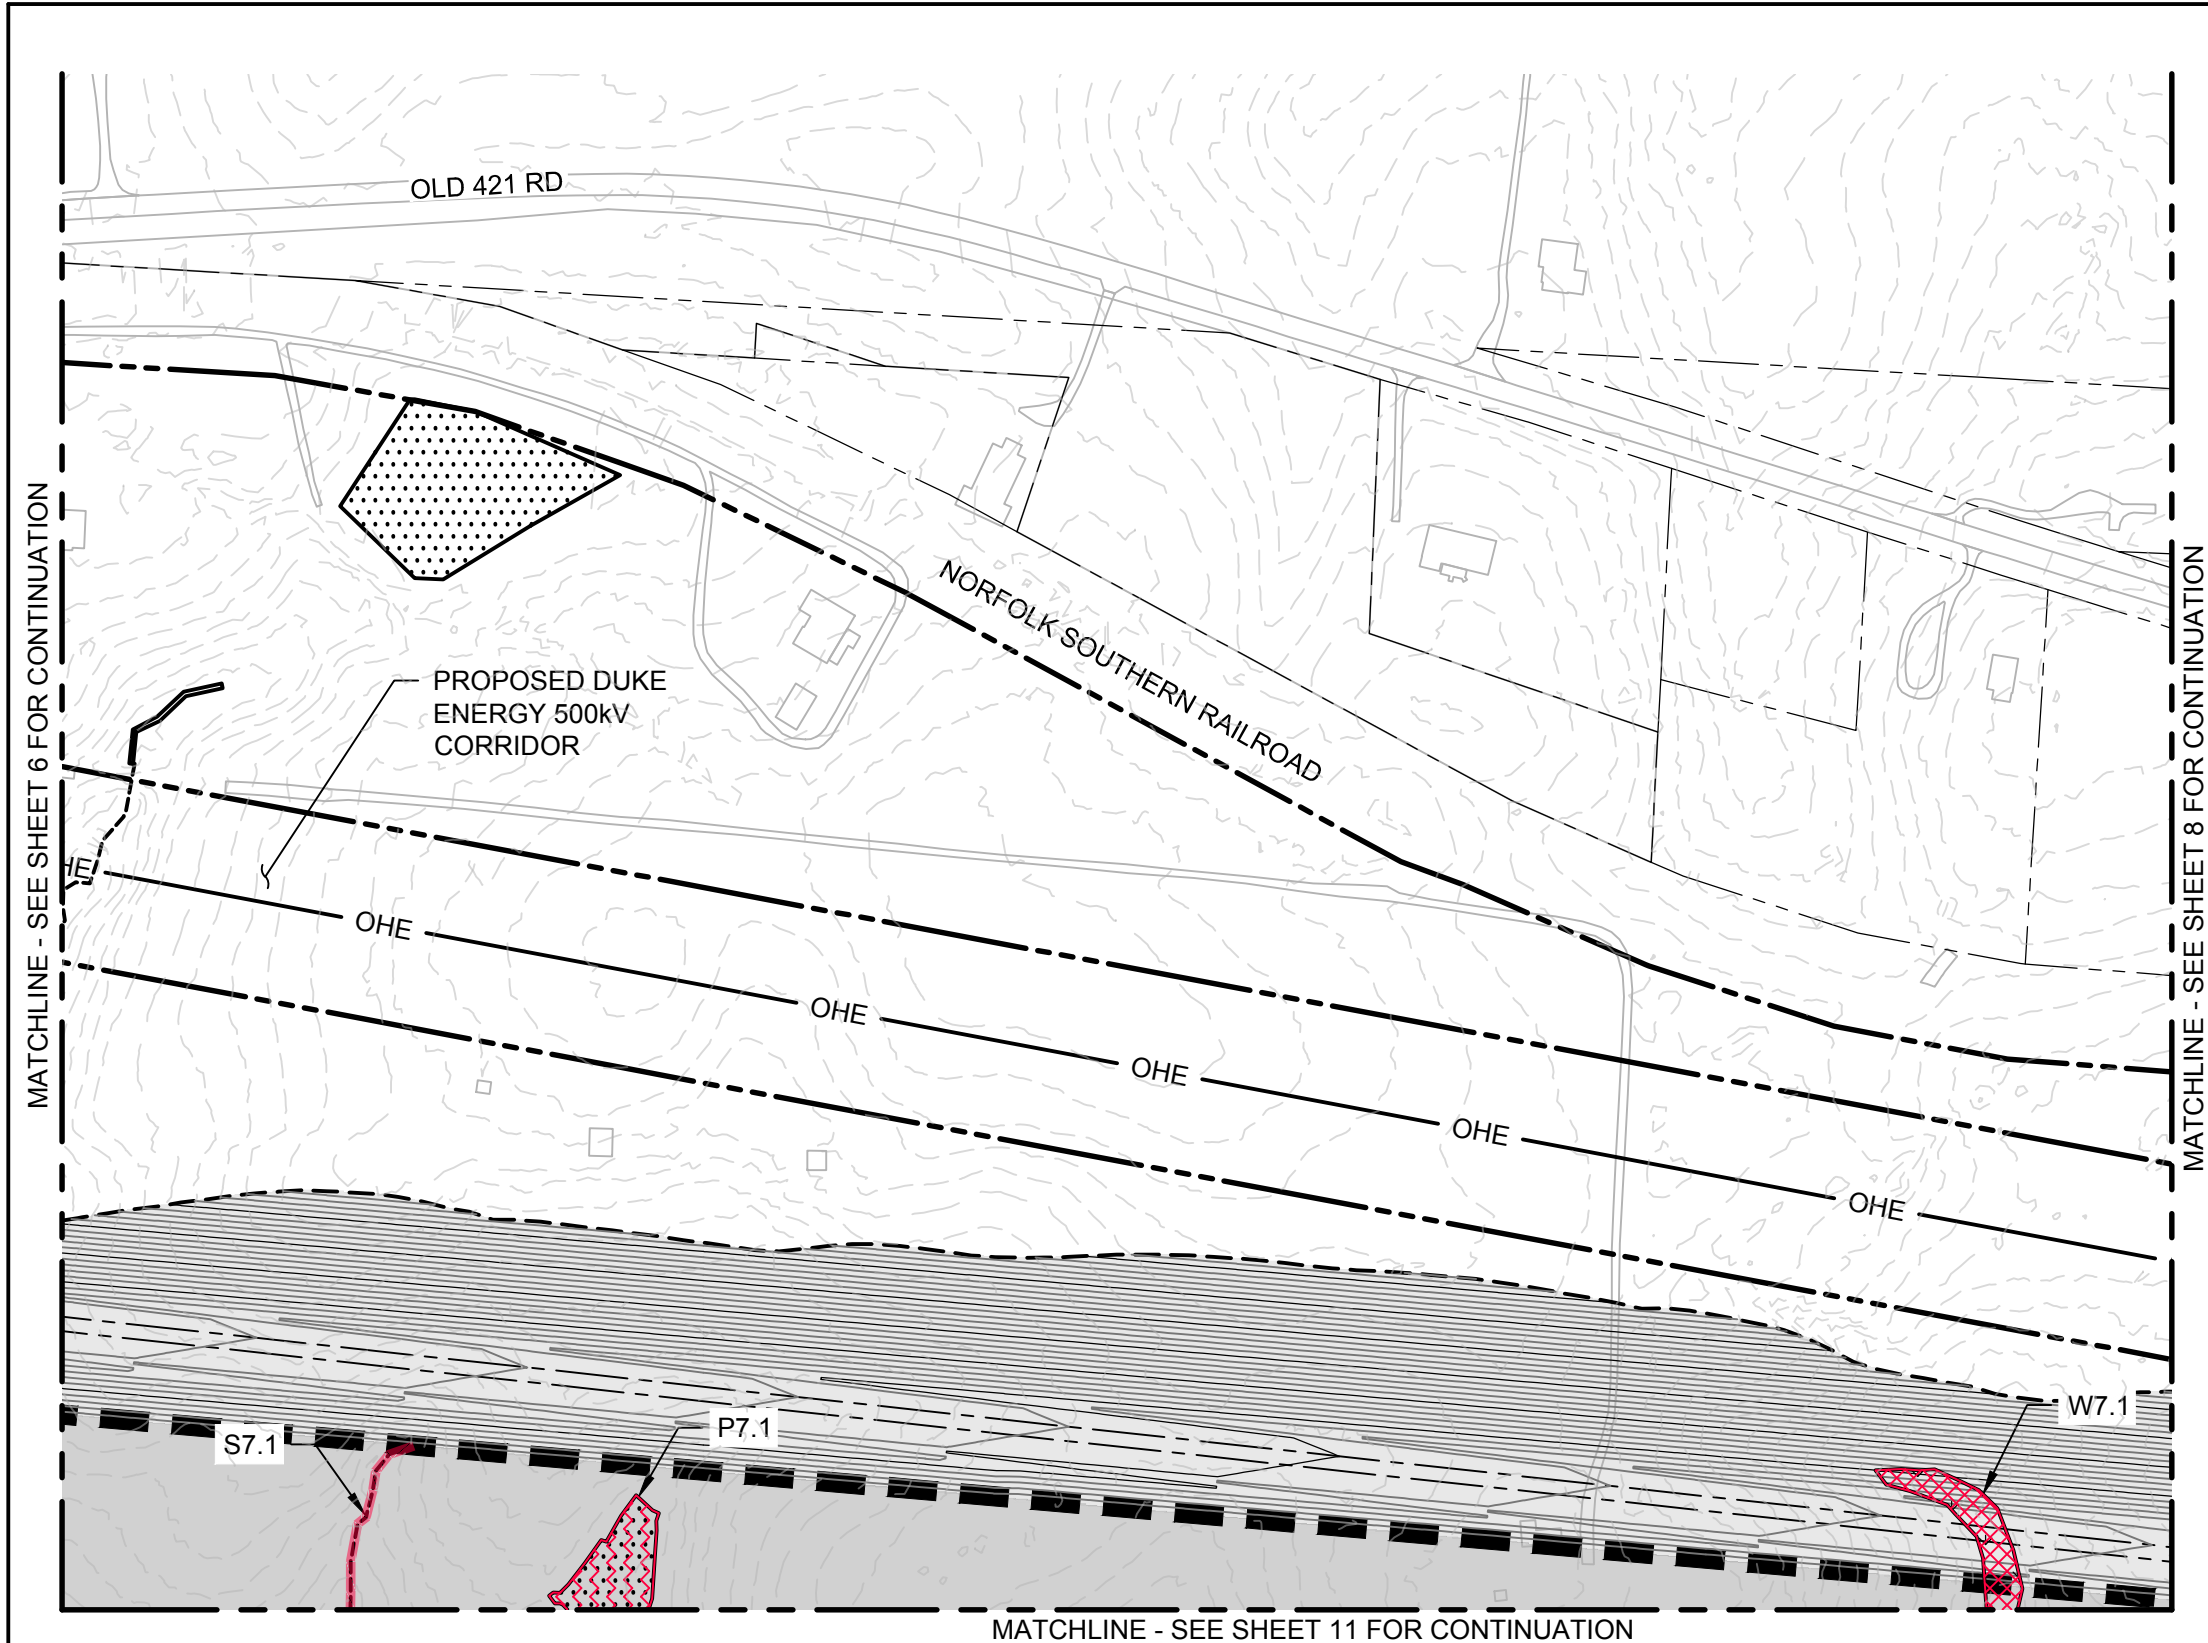 OLD 421 RD
MATCHLINE - SEE SHEET 6 FOR CONTINUATION
NORFOLK SOUTHERN RAILROAD
MATCHLINE - SEE SHEET 8 FOR CONTINUATION
PROPOSED DUKE
ENERGY 500kV
CORRIDOR
HE
OHE
OHE
OHE
OHE
OHE
W7.1
P7.1
S7.1
MATCHLINE - SEE SHEET 11 FOR CONTINUATION